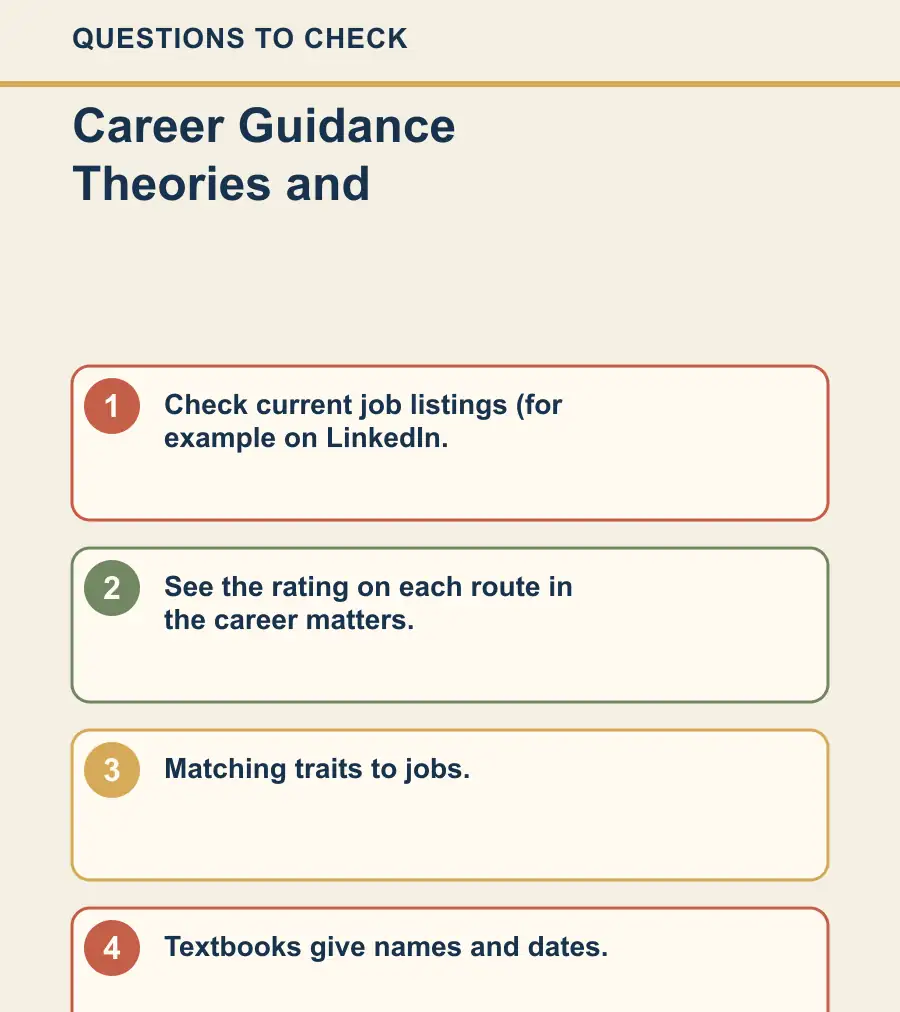 QUESTIONS TO CHECK
Career Guidance
Theories and
1
Check current job listings (for
example on LinkedIn.
2
See the rating on each route in
the career matters.
3
Matching traits to jobs.
4
Textbooks give names and dates.